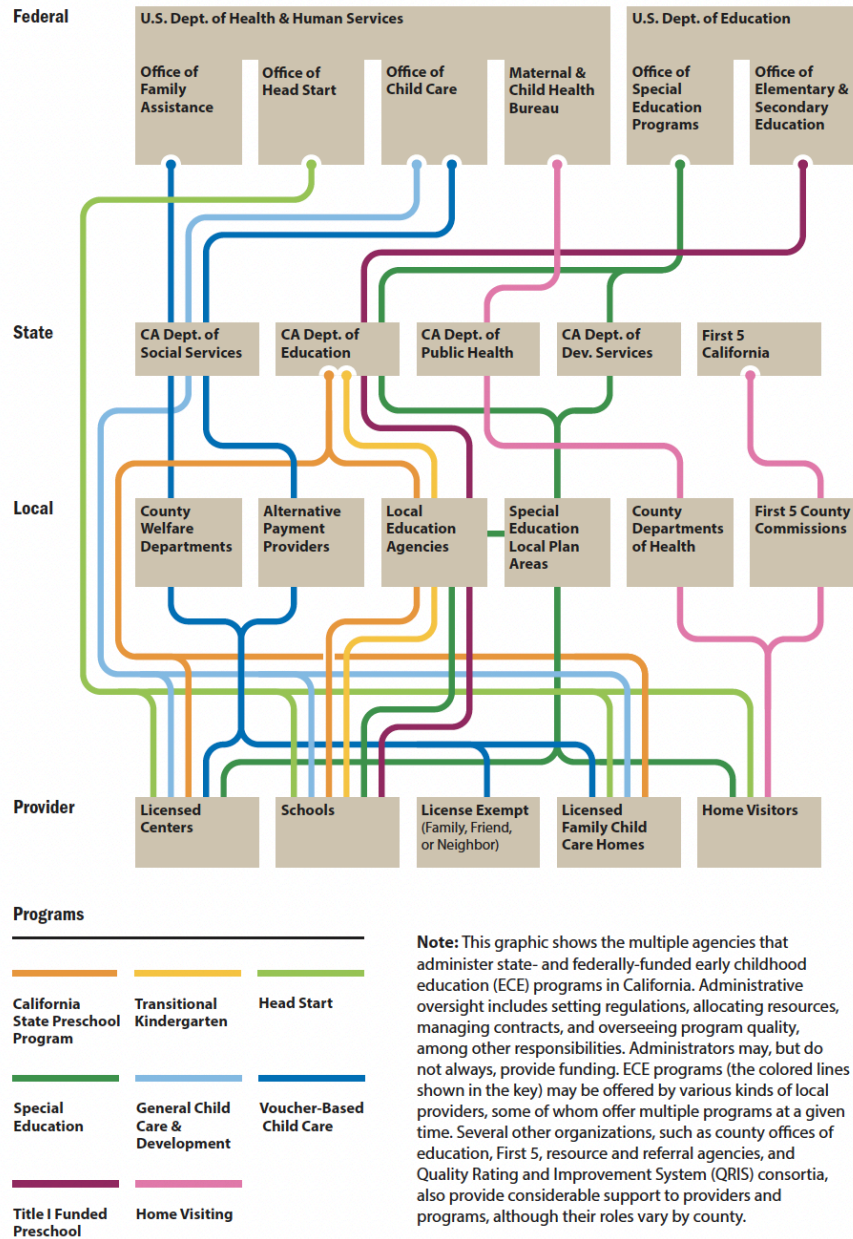 Federal
U.S. Dept. of Health & Human Services
U.S. Dept. of Education
Office of
Family
Assistance
Office of
Head Start
Office of
Child Care
Maternal &
Child Health
Bureau
Office of
Special
Education
Programs
Office of
Elementary &
Secondary
Education
State
CA Dept. of
Social Services
CA Dept. of
Education
CA Dept. of
Public Health
CA Dept. of
Dev. Services
First 5
California
Local
County
Welfare
Departments
Alternative
Payment
Providers
Local
Education
Agencies
Special
Education
Local Plan
Areas
County
Departments
of Health
First 5 County
Commissions
Provider
Licensed
Centers
Schools
License Exempt
(Family, Friend,
or Neighbor)
Licensed
Family Child
Care Homes
Home Visitors
Programs
California
State Preschool
Program
Transitional
Kindergarten
Head Start
Special
Education
General Child
Care &
Development
Voucher-Based
Child Care
Title I Funded
Preschool
Home Visiting
Note: This graphic shows the multiple agencies that
administer state- and federally-funded early childhood
education (ECE) programs in California. Administrative
oversight includes setting regulations, allocating resources,
managing contracts, and overseeing program quality,
among other responsibilities. Administrators may, but do
not always, provide funding. ECE programs (the colored lines
shown in the key) may be offered by various kinds of local
providers, some of whom offer multiple programs at a given
time. Several other organizations, such as county offices of
education, First 5, resource and referral agencies, and
Quality Rating and Improvement System (QRIS) consortia,
also provide considerable support to providers and
programs, although their roles vary by county.